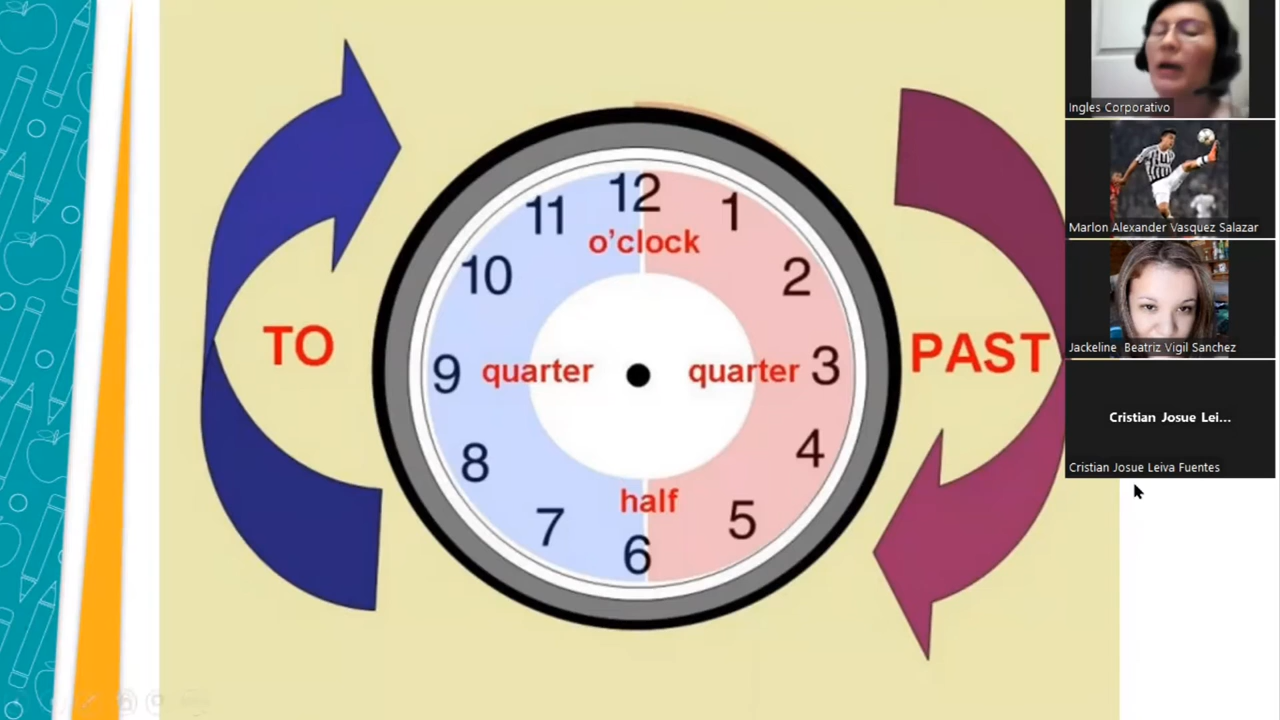 12
11
1
o'clock
10
2
TO
9
quarter
quarter
3
PAST
8
4
half
7
5
6
Ingles Corporativo
Marlon Alexander Vasquez Salazar
Jackeline Beatriz Vigil Sanchez
Cristian Josue Lei...
Cristian Josue Leiva Fuentes